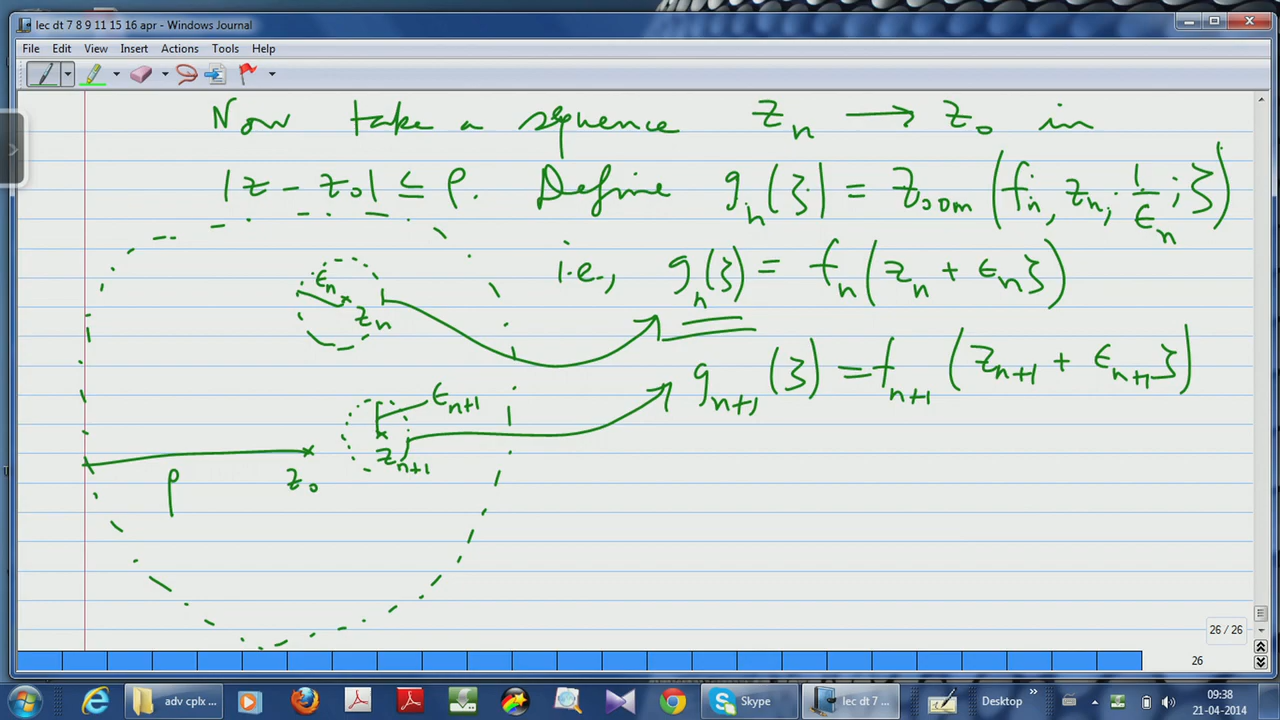 lec dt 7 8 9 11 15 16 apr - Windows Journal
File Edit View Insert Actions Tools Help
Now take a sequence z_n → z_0 in
|z - z_0| ≤ ρ. Define g_n(ζ) = Zoom(f_n, z_n; 1/ϵ_n; ζ)
i.e., g_n(ζ) = f_n(z_n + ϵ_n ζ)
ϵ_n
z_n
g_{n+1}(ζ) = f_{n+1}(z_{n+1} + ϵ_{n+1} ζ)
ϵ_{n+1}
z_{n+1}
ρ
z_0
26 / 26
26
adv cplx ...
Skype
lec dt 7 ...
Desktop
09:38
21-04-2014